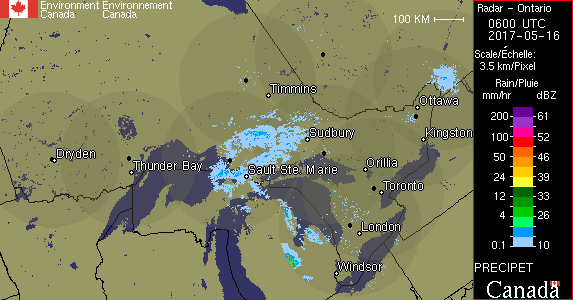 Environment Environnement
Canada Canada
100 KM
Timmins
Ottawa
Sudbury
Kingston
Dryden
Thunder Bay
Sault Ste. Marie
Orillia
Toronto
London
Windsor
Radar - Ontario
0600 UTC
2017-05-16
Scale/Échelle:
3.5 km/Pixel
Rain/Pluie
mm/hr dBZ
200 61
100 52
50 46
24 39
12 33
4 26
0.1 10
PRECIPET
Canada